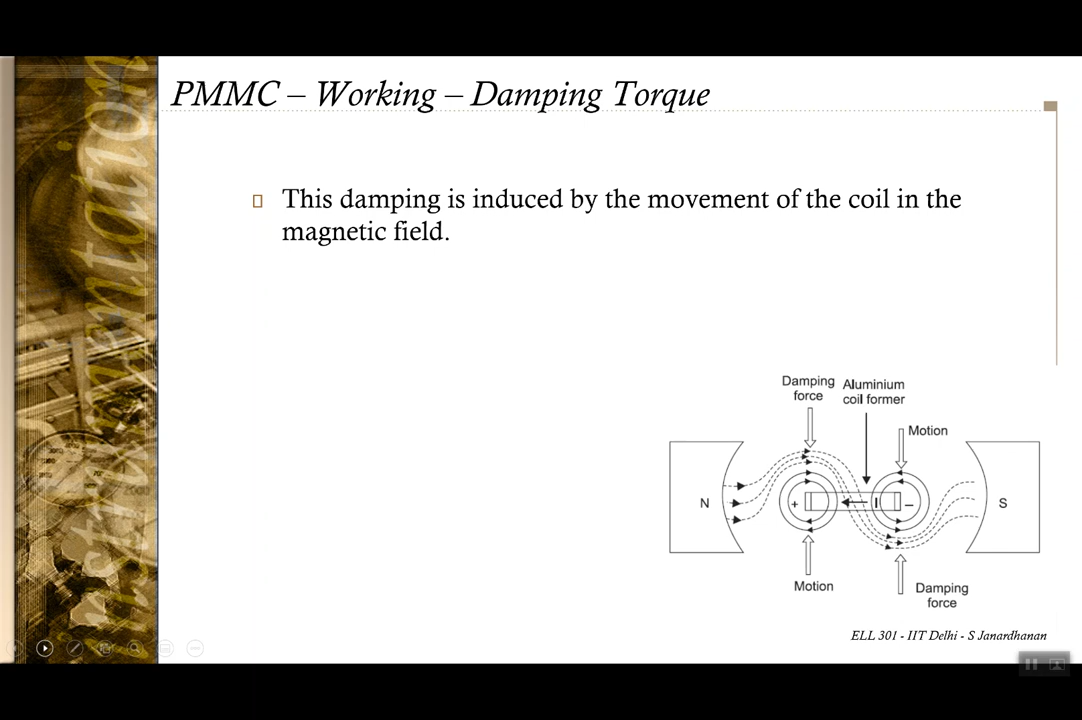 PMMC – Working – Damping Torque
This damping is induced by the movement of the coil in the
magnetic field.
Damping
force
Aluminium
coil former
Motion
N
+
I
–
S
Motion
Damping
force
ELL 301 - IIT Delhi - S Janardhanan